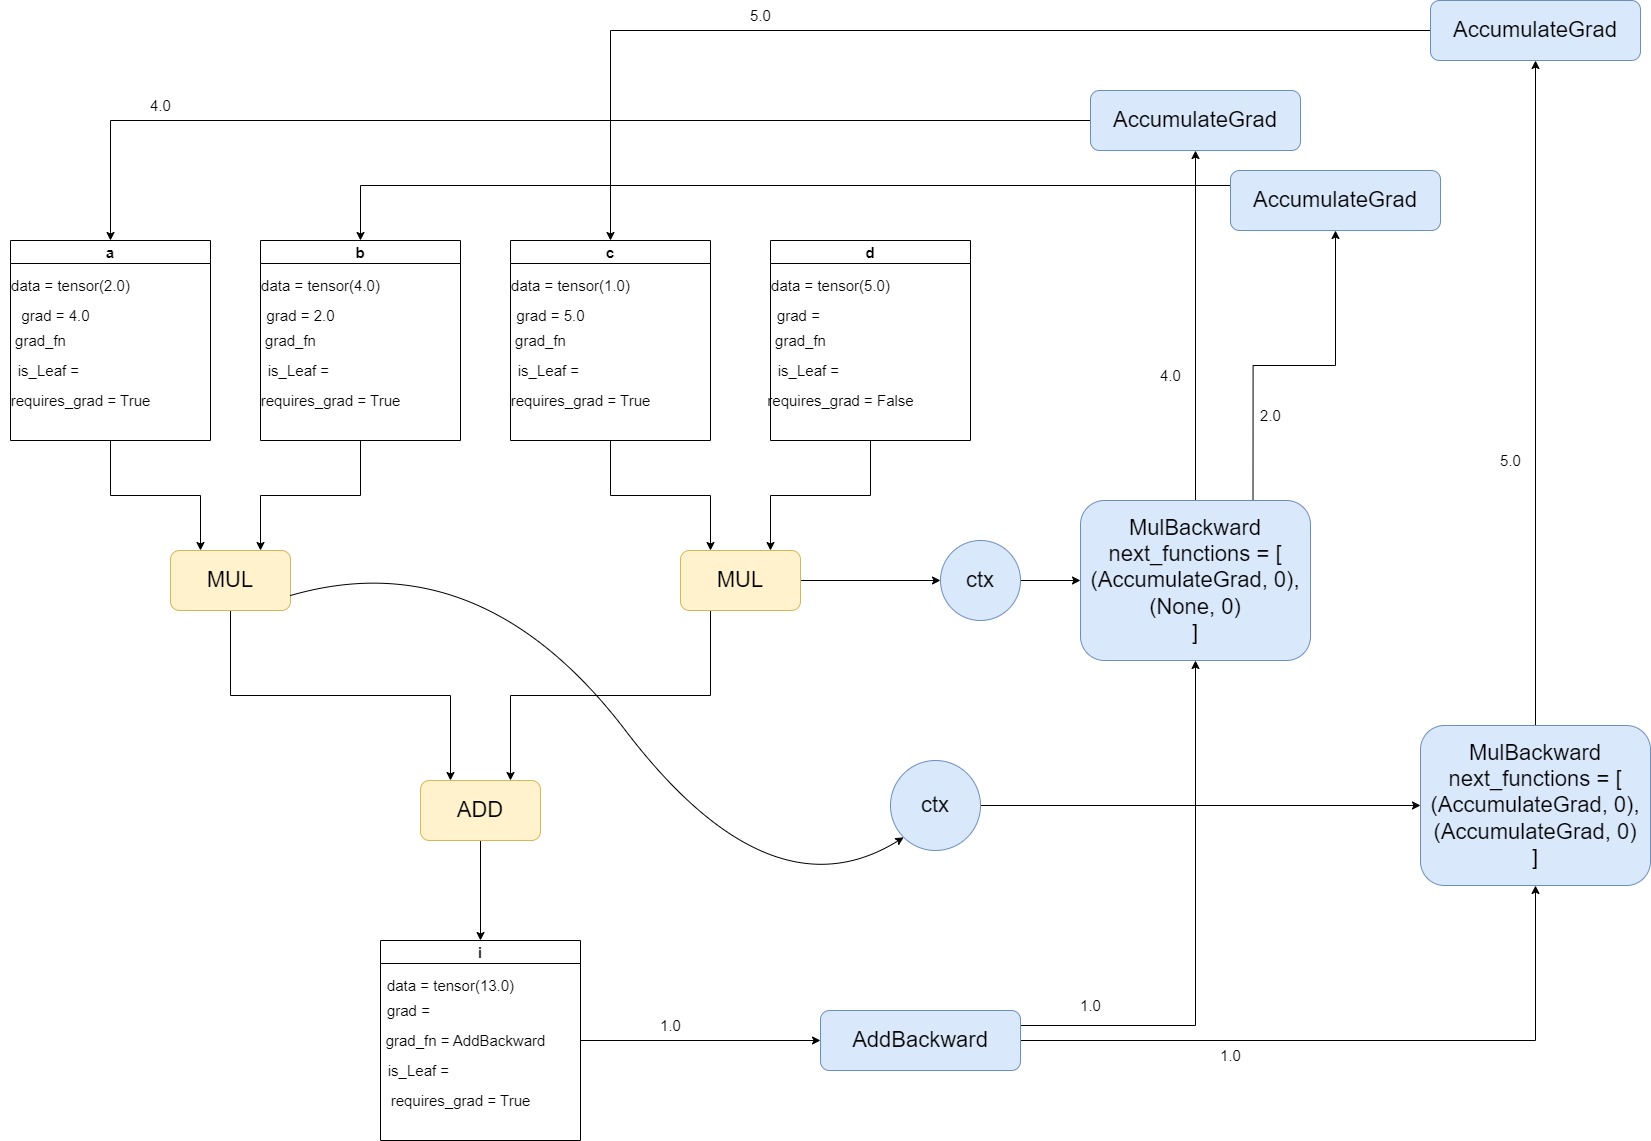 5.0
AccumulateGrad
4.0
AccumulateGrad
AccumulateGrad
a
data = tensor(2.0)
grad = 4.0
grad_fn
is_Leaf =
requires_grad = True
b
data = tensor(4.0)
grad = 2.0
grad_fn
is_Leaf =
requires_grad = True
c
data = tensor(1.0)
grad = 5.0
grad_fn
is_Leaf =
requires_grad = True
d
data = tensor(5.0)
grad =
grad_fn
is_Leaf =
requires_grad = False
4.0
2.0
5.0
MUL
MUL
ctx
MulBackward
next_functions = [
(AccumulateGrad, 0),
(None, 0)
]
ADD
ctx
MulBackward
next_functions = [
(AccumulateGrad, 0),
(AccumulateGrad, 0)
]
i
data = tensor(13.0)
grad =
grad_fn = AddBackward
is_Leaf =
requires_grad = True
1.0
AddBackward
1.0
1.0